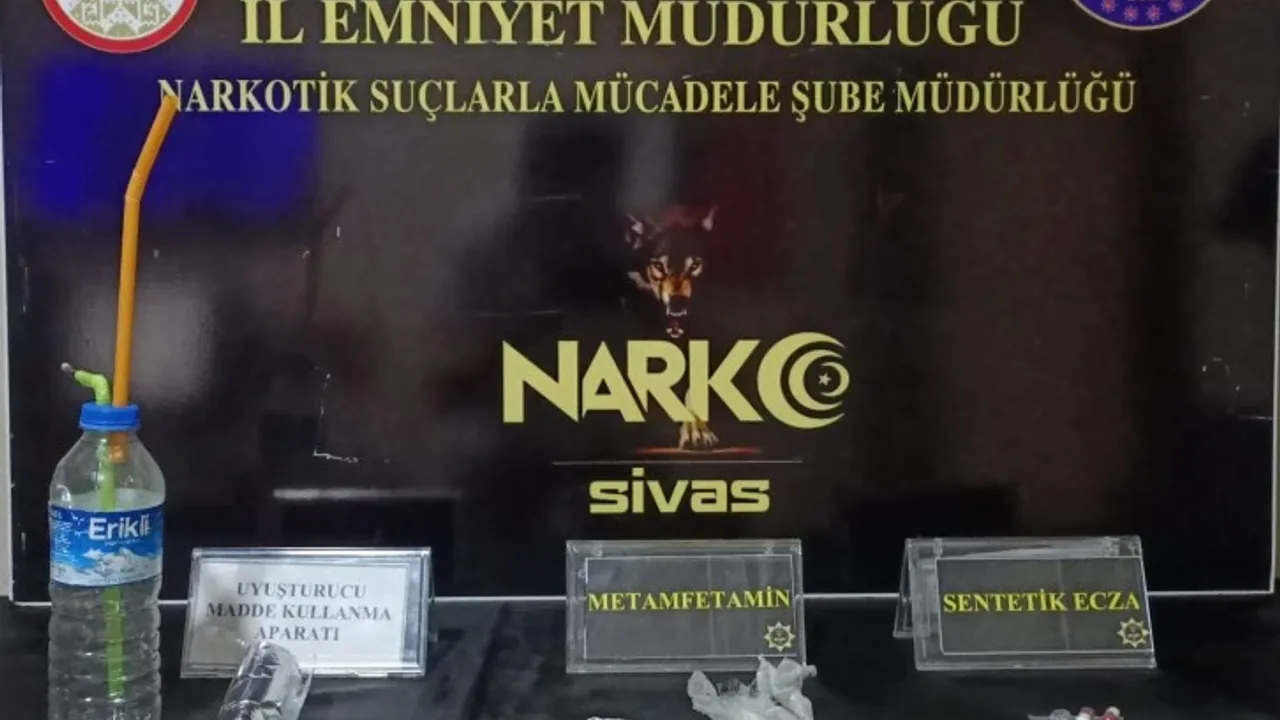 İL EMNİYET MÜDÜRLÜĞÜ
NARKOTİK SUÇLARLA MÜCADELE ŞUBE MÜDÜRLÜĞÜ
NARKO
sivas
Erikli
UYUŞTURUCU
MADDE KULLANMA
APARATI
METAMFETAMİN
SENTETİK ECZA